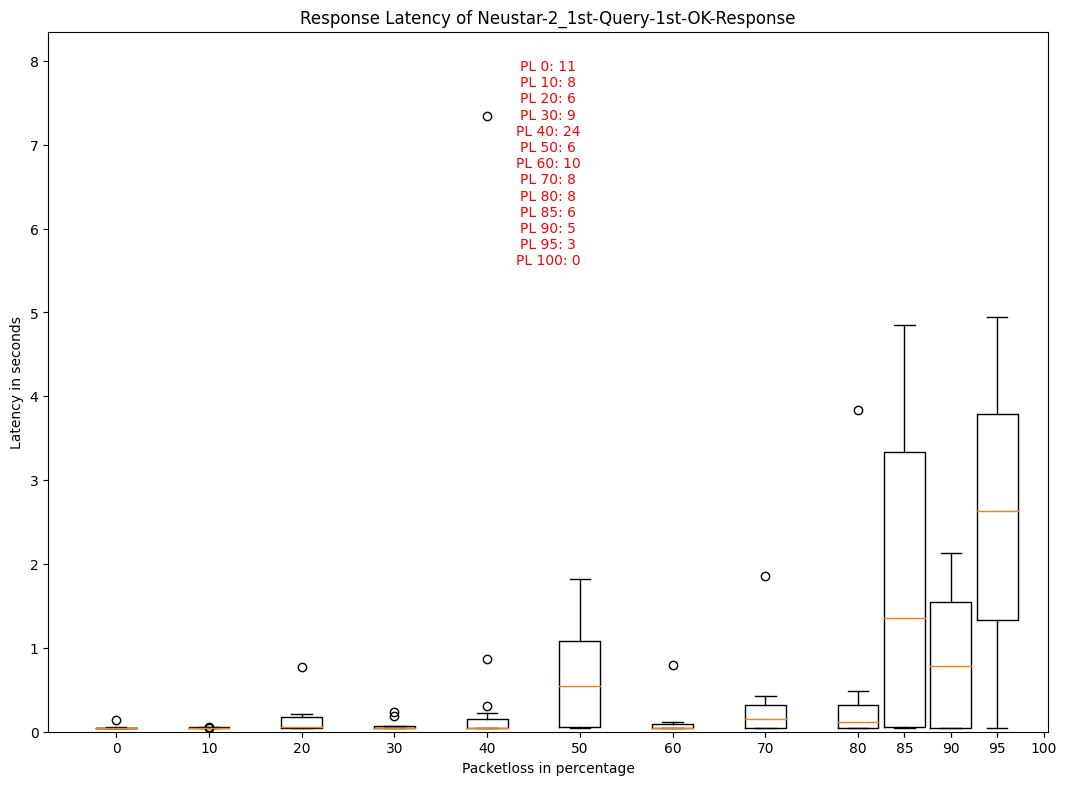 Response Latency of Neustar-2_1st-Query-1st-OK-Response
8
7
6
5
4
3
2
1
0
Latency in seconds
PL 0: 11
PL 10: 8
PL 20: 6
PL 30: 9
PL 40: 24
PL 50: 6
PL 60: 10
PL 70: 8
PL 80: 8
PL 85: 6
PL 90: 5
PL 95: 3
PL 100: 0
0 10 20 30 40 50 60 70 80 85 90 95 100
Packetloss in percentage